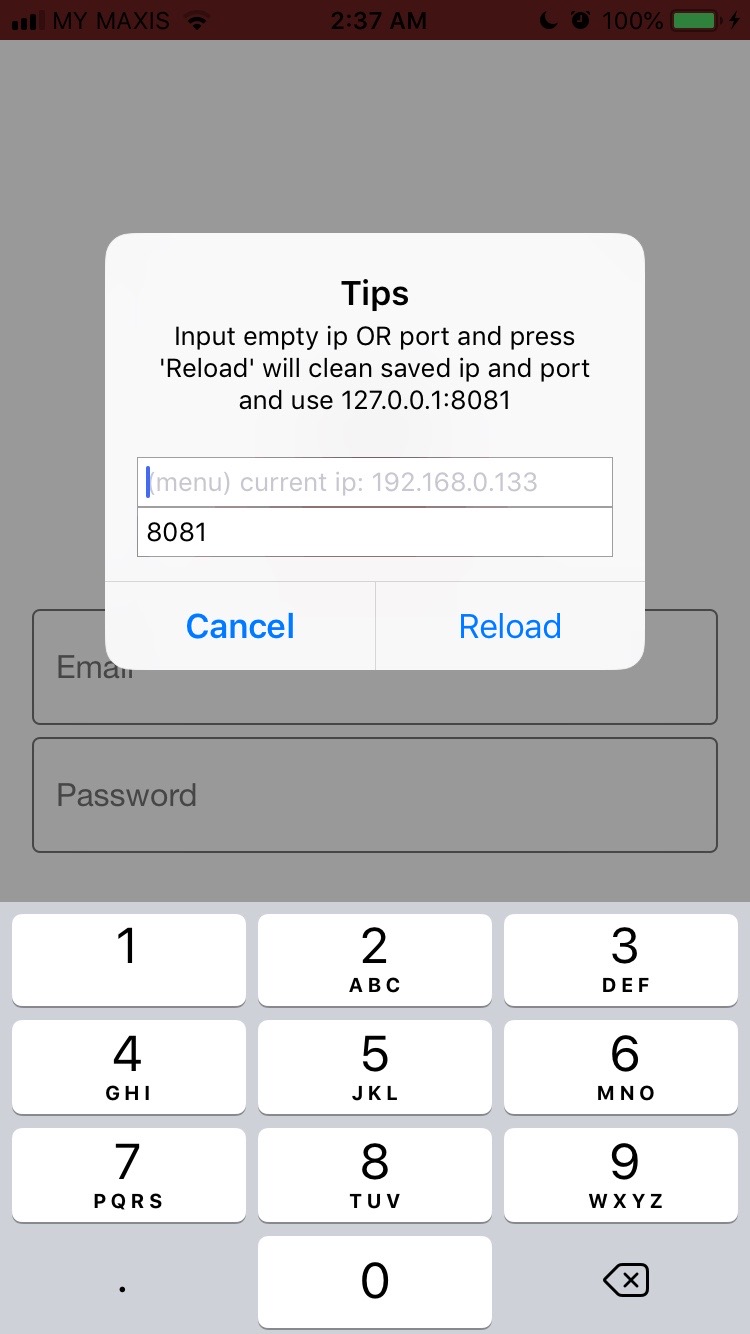 MY MAXIS 2:37 AM 100%
Tips
Input empty ip OR port and press
'Reload' will clean saved ip and port
and use 127.0.0.1:8081
(menu) current ip: 192.168.0.133
8081
Cancel Reload
Email
Password
1 2 3
ABC DEF
4 5 6
GHI JKL MNO
7 8 9
PQRS TUV WXYZ
. 0